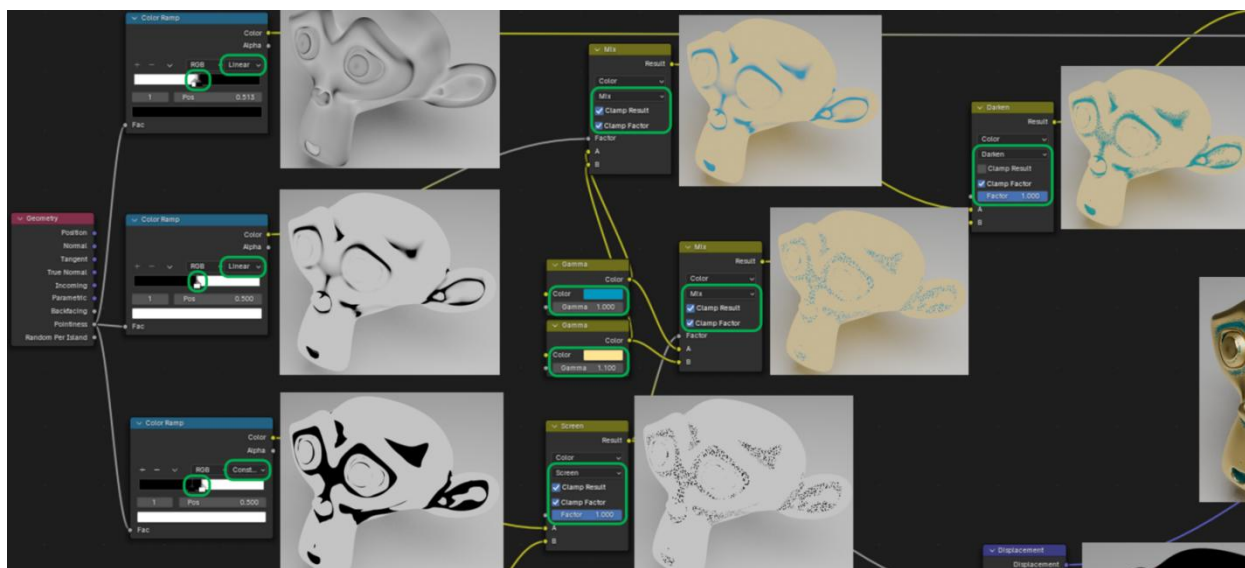 Color Ramp
Color
Alpha
RGB
Linear
1
Pos
0.513
Fac
Geometry
Position
Normal
Tangent
True Normal
Incoming
Parametric
Backfacing
Pointiness
Random Per Island
Color Ramp
Color
Alpha
RGB
Linear
1
Pos
0.500
Fac
Color Ramp
Color
Alpha
RGB
Const...
1
Pos
0.500
Fac
Mix
Result
Color
Mix
Clamp Result
Clamp Factor
Factor
A
B
Gamma
Color
Color
Gamma 1.000
Gamma
Color
Color
Gamma 1.100
Mix
Result
Color
Mix
Clamp Result
Clamp Factor
Factor
A
B
Screen
Result
Color
Screen
Clamp Result
Clamp Factor
Factor 1.000
A
B
Darken
Result
Color
Darken
Clamp Result
Clamp Factor
Factor 1.000
A
B
Displacement
Displacement